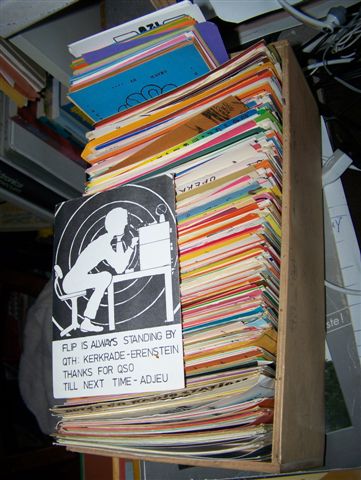 FLIP IS ALWAYS STANDING BY
QTH: KERKRADE-ERENSTEIN
THANKS FOR QSO
TILL NEXT TIME-ADJEU